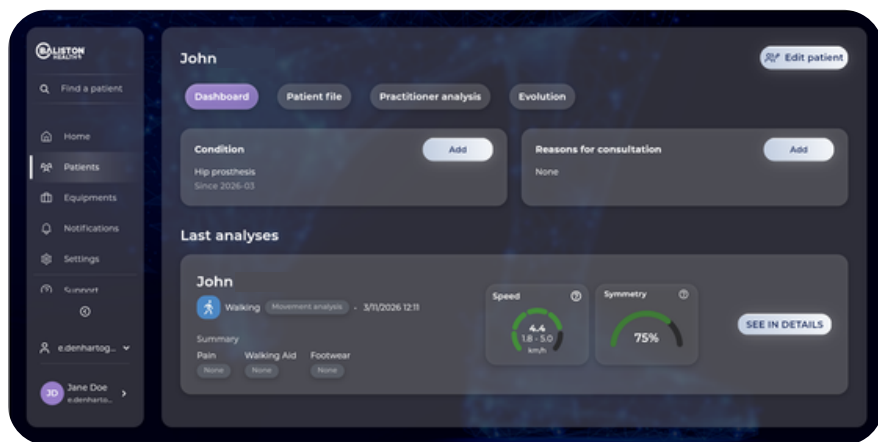 BALISTON
HEALTH
Find a patient
Home
Patients
Equipments
Notifications
Settings
Support
e.denhartog...
JD
Jane Doe
e.denharto...
John
Edit patient
Dashboard
Patient file
Practitioner analysis
Evolution
Condition
Add
Hip prosthesis
Since 2026-03
Reasons for consultation
Add
None
Last analyses
John
Walking Movement analysis - 3/11/2026 12:11
Summary
Pain Walking Aid Footwear
None None None
Speed
4.4
1.8 - 5.0
km/h
Symmetry
75%
SEE IN DETAILS